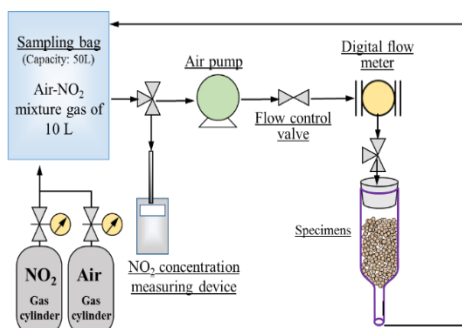 Sampling bag
(Capacity: 50L)
Air-NO₂
mixture gas of
10 L
Air pump
Digital flow
meter
Flow control
valve
Specimens
NO₂
Gas
cylinder
Air
Gas
cylinder
NO₂ concentration
measuring device